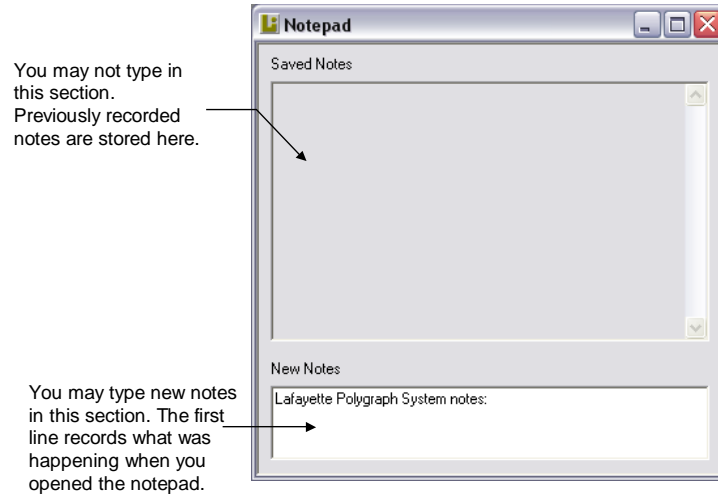 Notepad
You may not type in
this section.
Previously recorded
notes are stored here.
Saved Notes
New Notes
Lafayette Polygraph System notes:
You may type new notes
in this section. The first
line records what was
happening when you
opened the notepad.